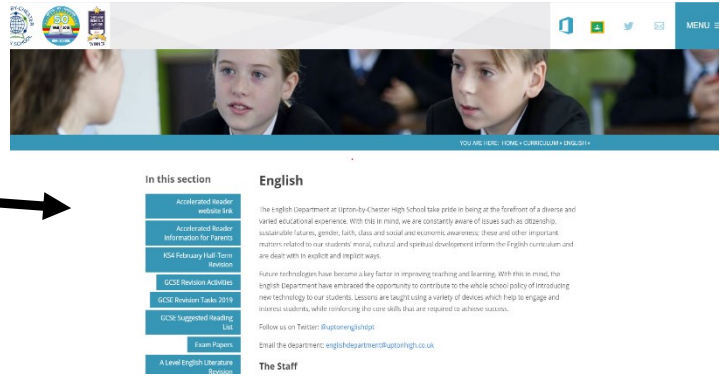 BY-CHESTER
50
WINNER
MENU
YOU ARE HERE: HOME » CURRICULUM » ENGLISH »
In this section
Accelerated Reader
website link
Accelerated Reader
Information for Parents
KS4 February Half-Term
Revision
GCSE Revision Activities
GCSE Revision Tasks 2019
GCSE Suggested Reading
List
Exam Papers
A Level English Literature
Revision
English
The English Department at Upton-by-Chester High School take pride in being at the forefront of a diverse and
varied educational experience. With this in mind, we are constantly aware of issues such as citizenship,
sustainable futures, gender, faith, class and social and economic awareness; these and other important
matters related to our students' moral, cultural and spiritual development inform the English curriculum and
are dealt with in explicit and implicit ways.
Future technologies have become a key factor in improving teaching and learning. With this in mind, the
English Department have embraced the opportunity to contribute to the whole school policy of introducing
new technology to our students. Lessons are taught using a variety of devices which help to engage and
interest students, while reinforcing the core skills that are required to achieve success.
Follow us on Twitter: @uptonenglishdpt
Email the department: englishdepartment@uptonhigh.co.uk
The Staff